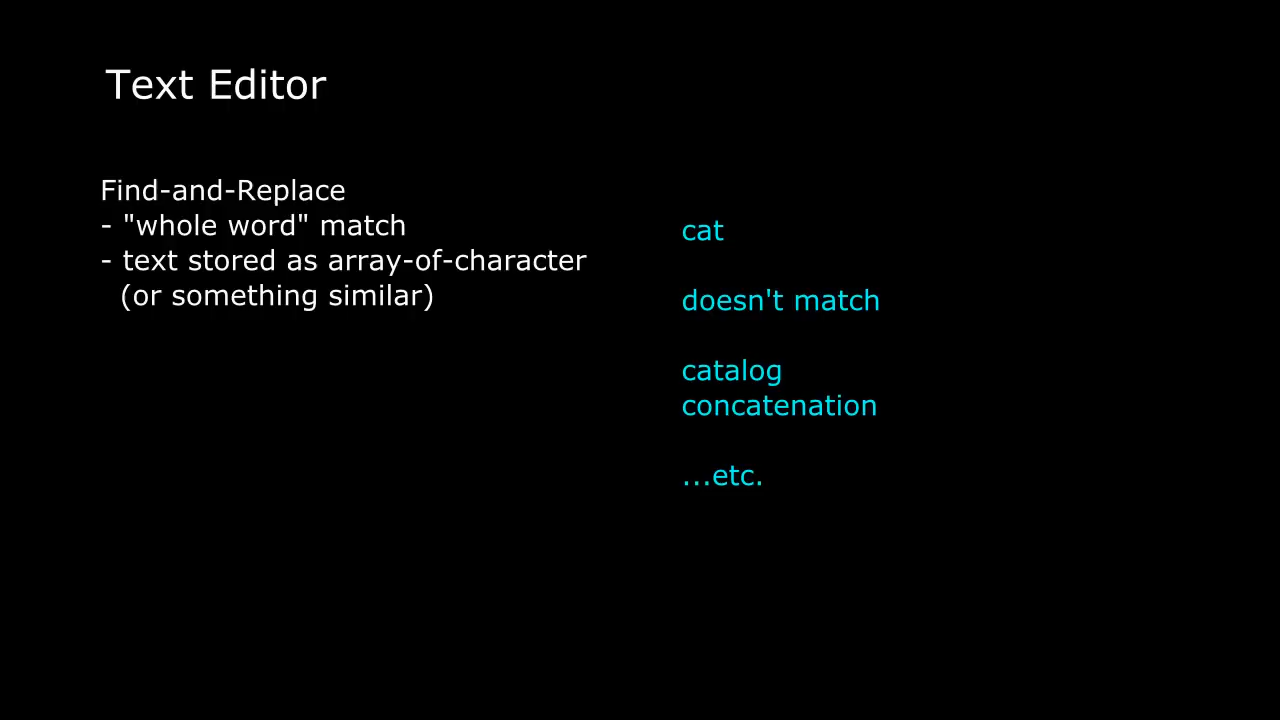 Text Editor
Find-and-Replace
- "whole word" match
- text stored as array-of-character
(or something similar)
cat
doesn't match
catalog
concatenation
...etc.